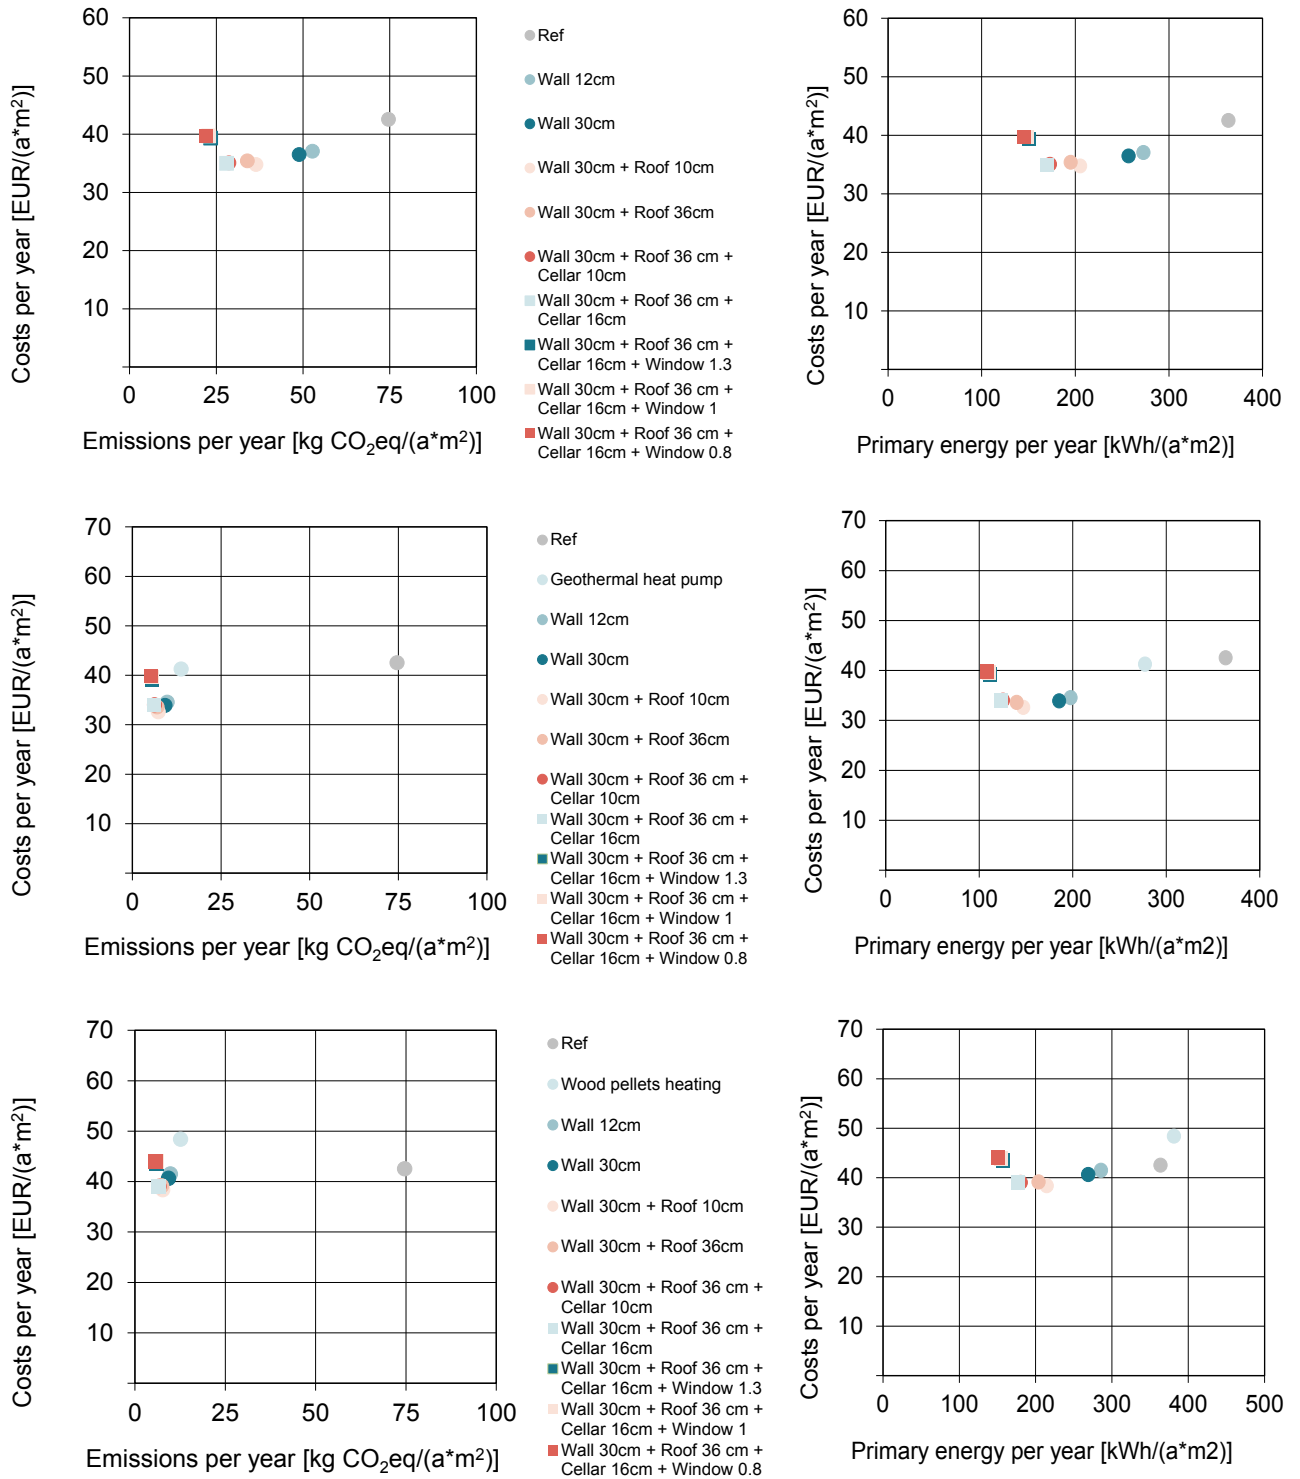 60
50
40
30
20
10
0
25
50
75
100
Costs per year [EUR/(a*m²)]
Emissions per year [kg CO₂eq/(a*m²)]
Ref
Wall 12cm
Wall 30cm
Wall 30cm + Roof 10cm
Wall 30cm + Roof 36cm
Wall 30cm + Roof 36 cm +
Cellar 10cm
Wall 30cm + Roof 36 cm +
Cellar 16cm
Wall 30cm + Roof 36 cm +
Cellar 16cm + Window 1.3
Wall 30cm + Roof 36 cm +
Cellar 16cm + Window 1
Wall 30cm + Roof 36 cm +
Cellar 16cm + Window 0.8
60
50
40
30
20
10
0
100
200
300
400
Costs per year [EUR/(a*m²)]
Primary energy per year [kWh/(a*m2)]
70
60
50
40
30
20
10
0
25
50
75
100
Costs per year [EUR/(a*m²)]
Emissions per year [kg CO₂eq/(a*m²)]
Ref
Geothermal heat pump
Wall 12cm
Wall 30cm
Wall 30cm + Roof 10cm
Wall 30cm + Roof 36cm
Wall 30cm + Roof 36 cm +
Cellar 10cm
Wall 30cm + Roof 36 cm +
Cellar 16cm
Wall 30cm + Roof 36 cm +
Cellar 16cm + Window 1.3
Wall 30cm + Roof 36 cm +
Cellar 16cm + Window 1
Wall 30cm + Roof 36 cm +
Cellar 16cm + Window 0.8
70
60
50
40
30
20
10
0
100
200
300
400
Costs per year [EUR/(a*m²)]
Primary energy per year [kWh/(a*m2)]
70
60
50
40
30
20
10
0
25
50
75
100
Costs per year [EUR/(a*m²)]
Emissions per year [kg CO₂eq/(a*m²)]
Ref
Wood pellets heating
Wall 12cm
Wall 30cm
Wall 30cm + Roof 10cm
Wall 30cm + Roof 36cm
Wall 30cm + Roof 36 cm +
Cellar 10cm
Wall 30cm + Roof 36 cm +
Cellar 16cm
Wall 30cm + Roof 36 cm +
Cellar 16cm + Window 1.3
Wall 30cm + Roof 36 cm +
Cellar 16cm + Window 1
Wall 30cm + Roof 36 cm +
Cellar 16cm + Window 0.8
70
60
50
40
30
20
10
0
100
200
300
400
500
Costs per year [EUR/(a*m²)]
Primary energy per year [kWh/(a*m2)]